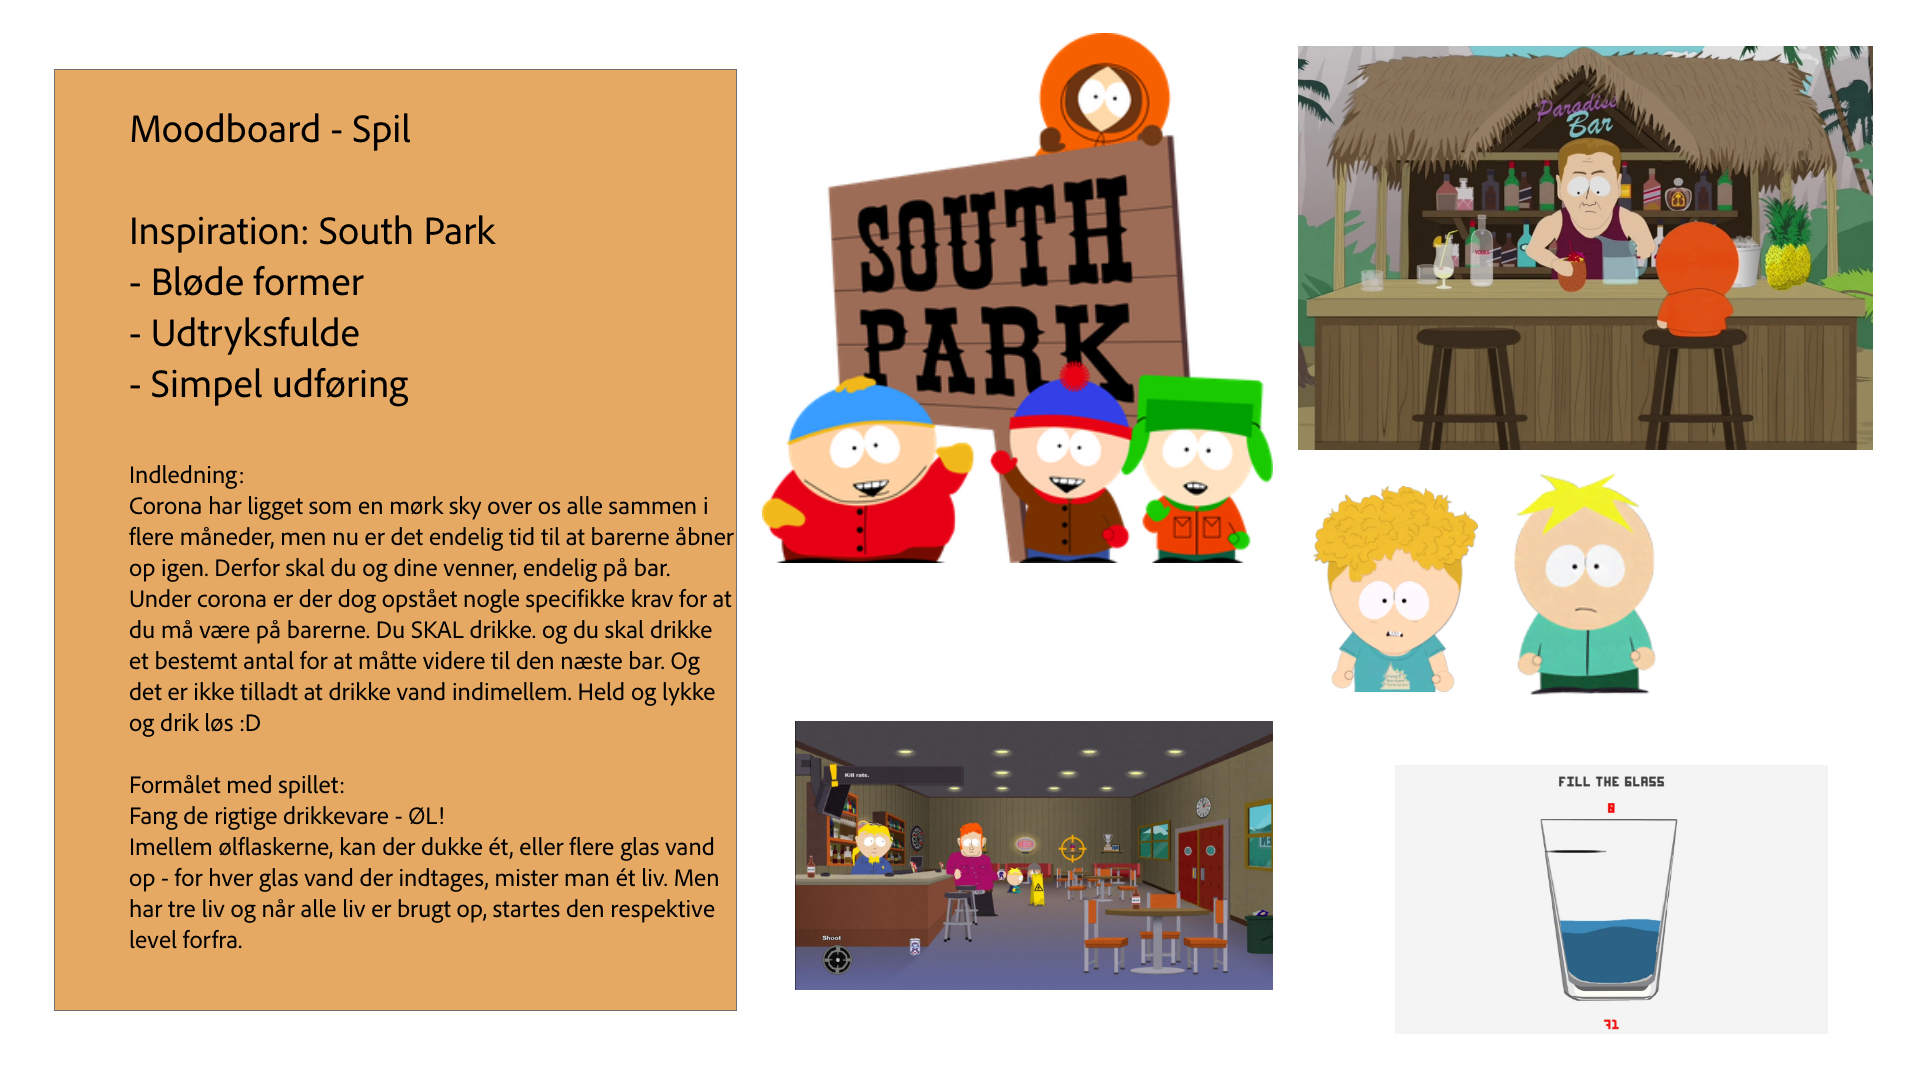 Moodboard - Spil
Inspiration: South Park
- Bløde former
- Udtryksfulde
- Simpel udføring
Indledning:
Corona har ligget som en mørk sky over os alle sammen i
flere måneder, men nu er det endelig tid til at barerne åbner
op igen. Derfor skal du og dine venner, endelig på bar.
Under corona er der dog opstået nogle specifikke krav for at
du må være på barerne. Du SKAL drikke. og du skal drikke
et bestemt antal for at måtte videre til den næste bar. Og
det er ikke tilladt at drikke vand indimellem. Held og lykke
og drik løs :D
Formålet med spillet:
Fang de rigtige drikkevare - ØL!
Imellem ølflaskerne, kan der dukke ét, eller flere glas vand
op - for hver glas vand der indtages, mister man ét liv. Men
har tre liv og når alle liv er brugt op, startes den respektive
level forfra.
SOUTH
PARK
Paradise
Bar
VODKA
Kill rats.
Shoot
FILL THE GLASS
71